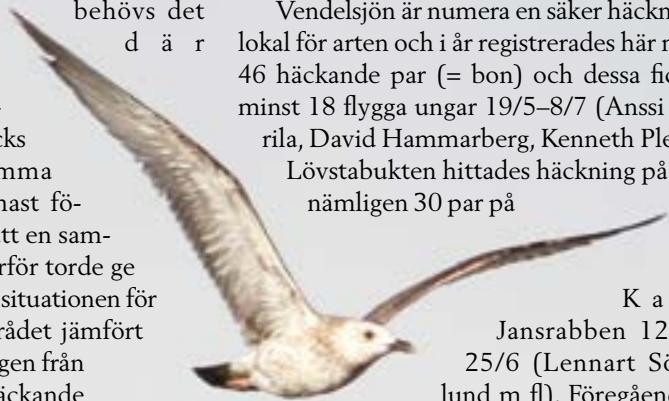 behövs det
där
cks
mma
nast fö-
tt en sam-
rför torde ge
situationen för
rådet jämfört
gen från
äckande
Vendelsjön är numera en säker häckn
lokal för arten och i år registrerades här
46 häckande par (= bon) och dessa fic
minst 18 flygga ungar 19/5–8/7 (Anssi
rila, David Hammarberg, Kenneth Ple
Lövstabukten hittades häckning på
nämligen 30 par på
Ka
Jansrabben 12
25/6 (Lennart Sö
lund m fl). Föregåen